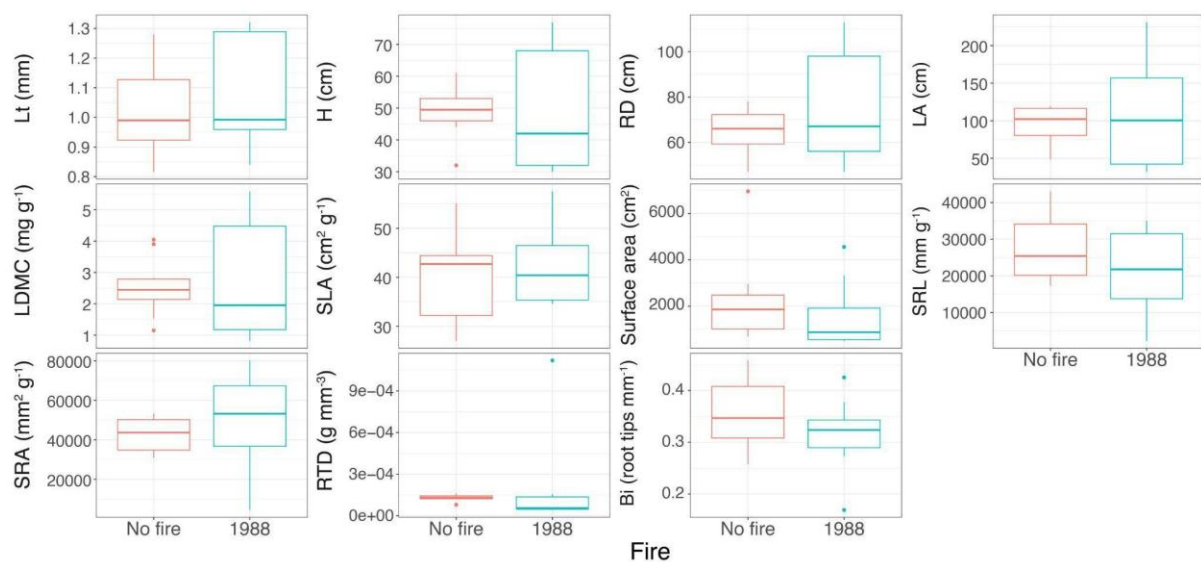 Lt (mm)
1.3
1.2
1.1
1.0
0.9
0.8
H (cm)
70
60
50
40
30
RD (cm)
100
80
60
LA (cm)
200
150
100
50
LDMC (mg g⁻¹)
5
4
3
2
1
SLA (cm² g⁻¹)
50
40
30
Surface area (cm²)
6000
4000
2000
SRL (mm g⁻¹)
40000
30000
20000
10000
SRA (mm² g⁻¹)
80000
60000
40000
20000
RTD (g mm⁻³)
9e−04
6e−04
3e−04
0e+00
Bi (root tips mm⁻¹)
0.4
0.3
0.2
No fire 1988 No fire 1988 No fire 1988 No fire 1988
Fire